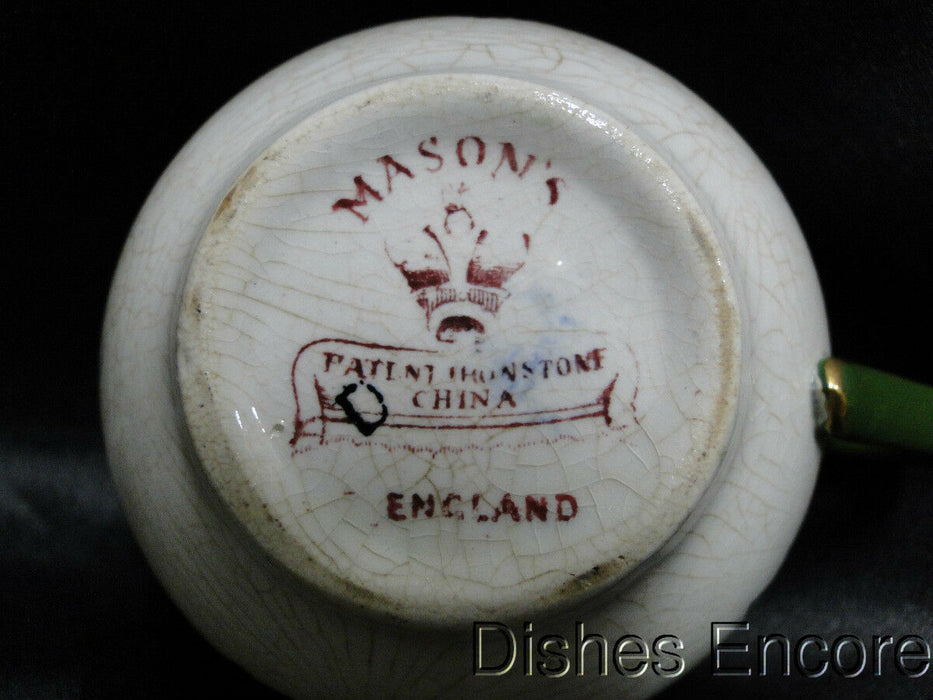 MASON'S
PATENT IRONSTONE
CHINA
D
ENGLAND
Dishes Encore